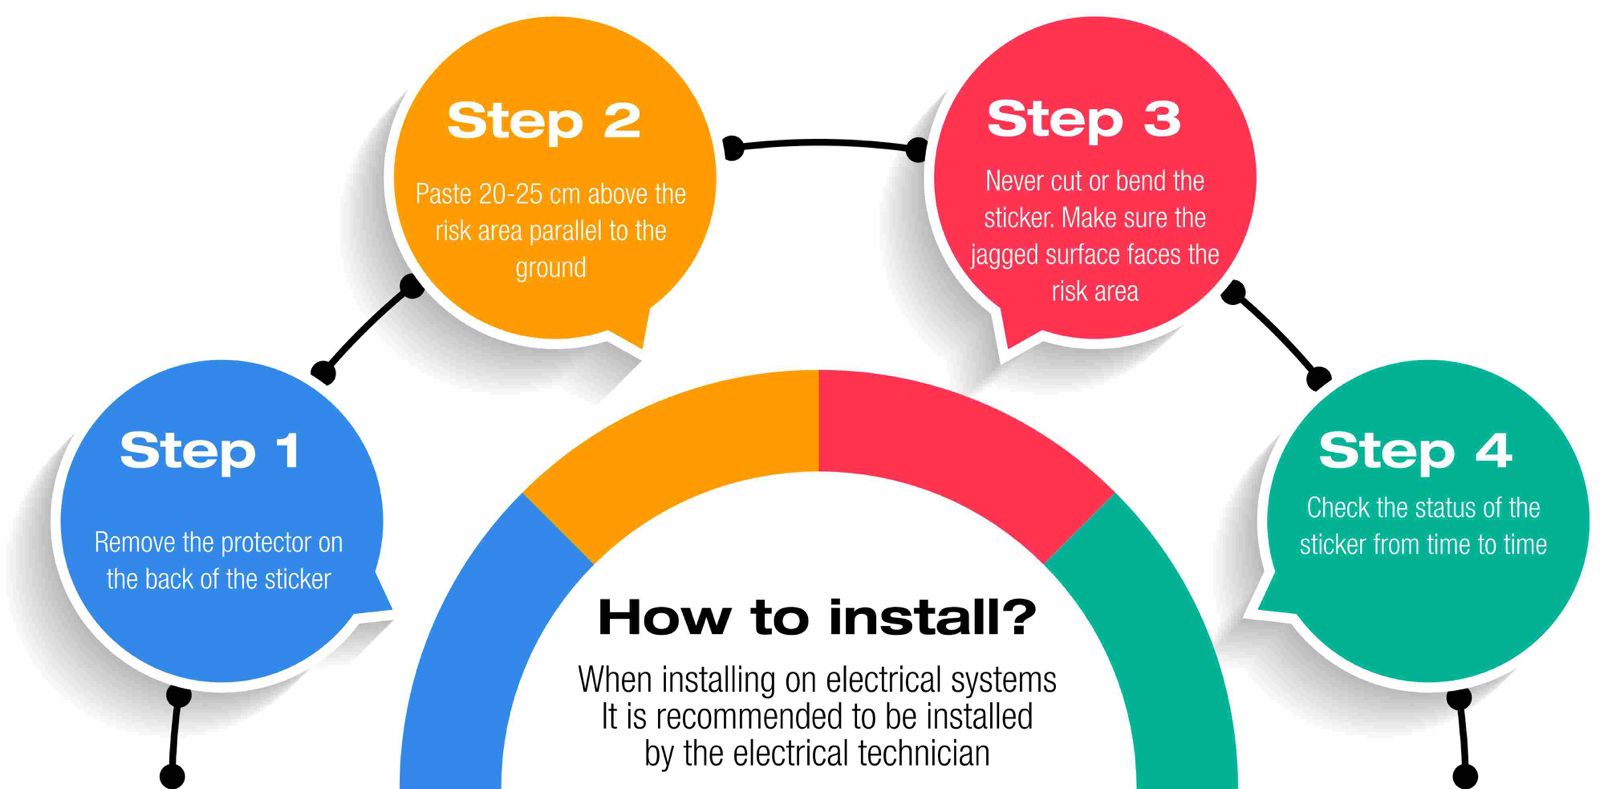 Step 1
Remove the protector on
the back of the sticker
Step 2
Paste 20-25 cm above the
risk area parallel to the
ground
Step 3
Never cut or bend the
sticker. Make sure the
jagged surface faces the
risk area
Step 4
Check the status of the
sticker from time to time
How to install?
When installing on electrical systems
It is recommended to be installed
by the electrical technician